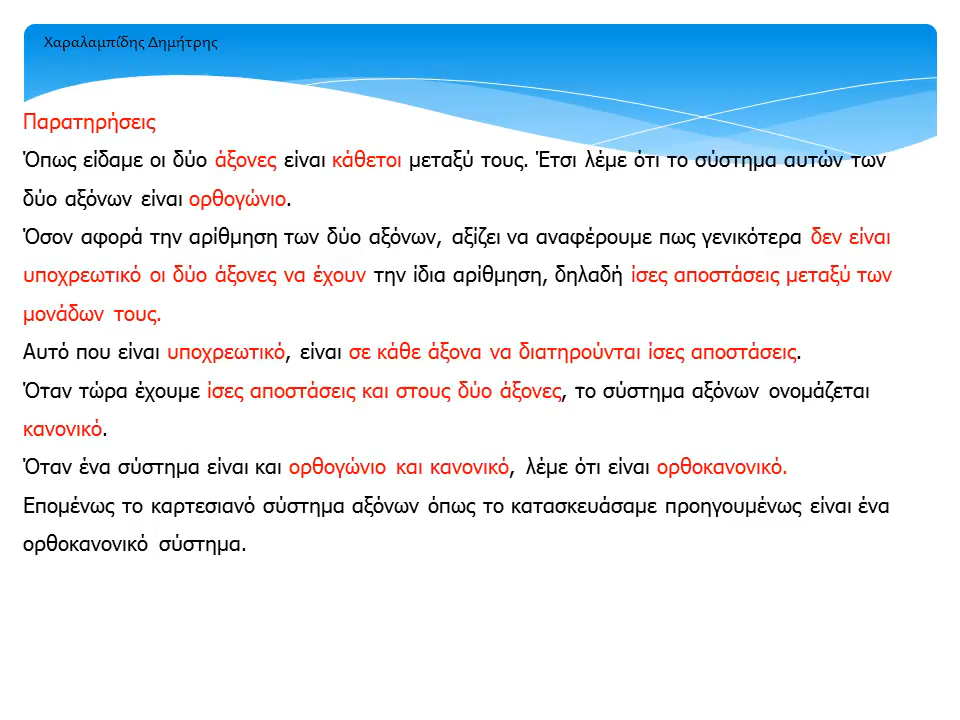 Χαραλαμπίδης Δημήτρης
Παρατηρήσεις
Όπως είδαμε οι δύο άξονες είναι κάθετοι μεταξύ τους. Έτσι λέμε ότι το σύστημα αυτών των
δύο αξόνων είναι ορθογώνιο.
Όσον αφορά την αρίθμηση των δύο αξόνων, αξίζει να αναφέρουμε πως γενικότερα δεν είναι
υποχρεωτικό οι δύο άξονες να έχουν την ίδια αρίθμηση, δηλαδή ίσες αποστάσεις μεταξύ των
μονάδων τους.
Αυτό που είναι υποχρεωτικό, είναι σε κάθε άξονα να διατηρούνται ίσες αποστάσεις.
Όταν τώρα έχουμε ίσες αποστάσεις και στους δύο άξονες, το σύστημα αξόνων ονομάζεται
κανονικό.
Όταν ένα σύστημα είναι και ορθογώνιο και κανονικό, λέμε ότι είναι ορθοκανονικό.
Επομένως το καρτεσιανό σύστημα αξόνων όπως το κατασκευάσαμε προηγουμένως είναι ένα
ορθοκανονικό σύστημα.